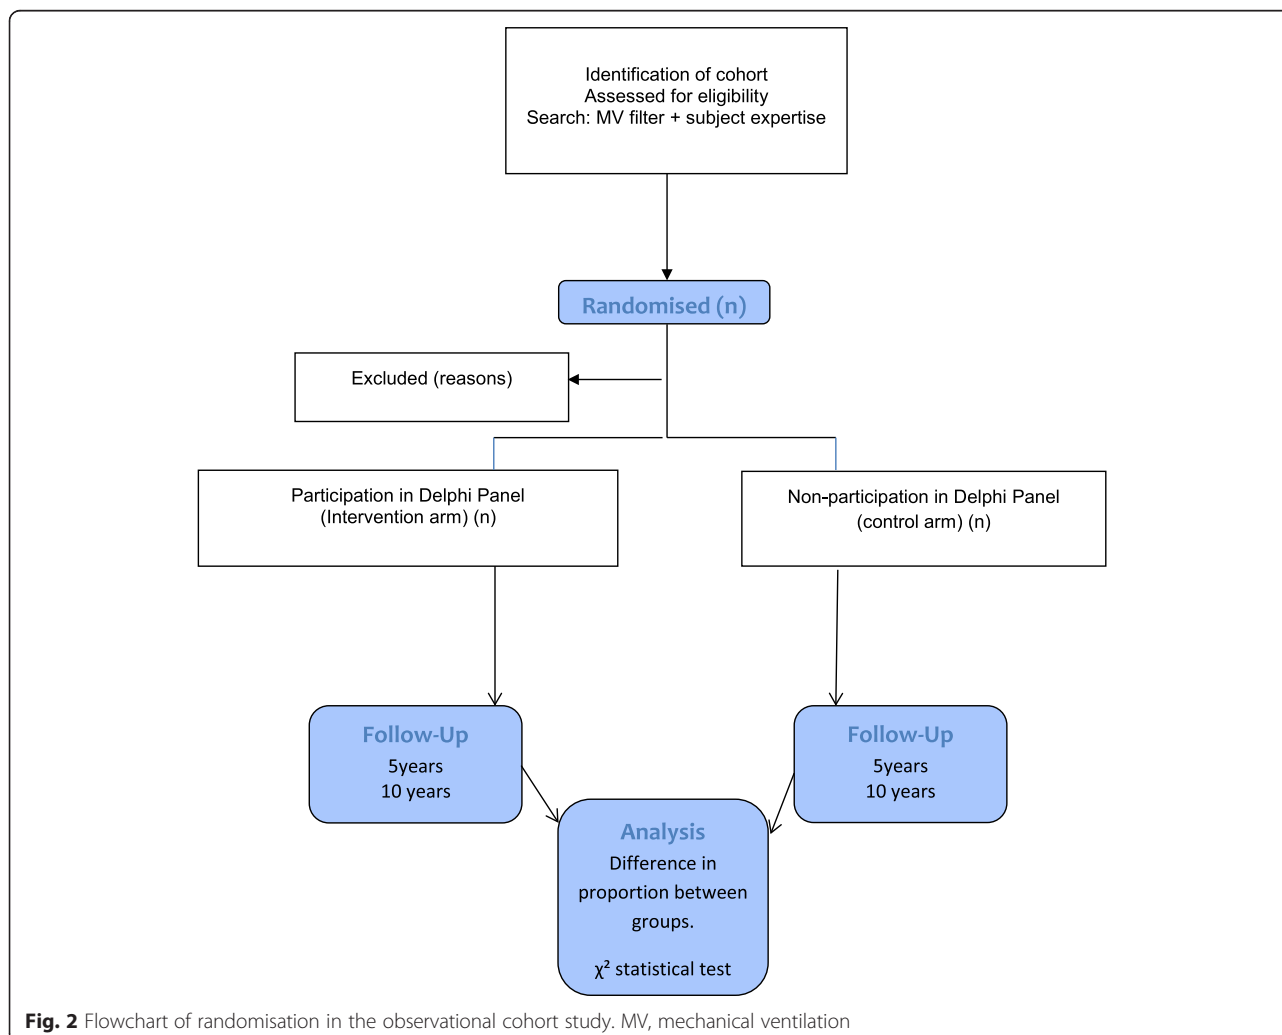 Identification of cohort
Assessed for eligibility
Search: MV filter + subject expertise
Randomised (n)
Excluded (reasons)
Participation in Delphi Panel
(Intervention arm) (n)
Non-participation in Delphi Panel
(control arm) (n)
Follow-Up
5years
10 years
Follow-Up
5years
10 years
Analysis
Difference in
proportion between
groups.
χ² statistical test
Fig. 2 Flowchart of randomisation in the observational cohort study. MV, mechanical ventilation